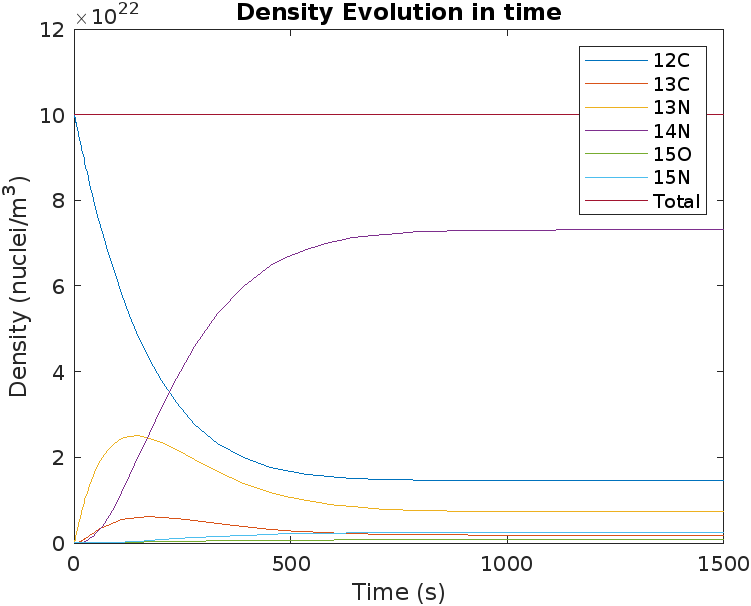 Density Evolution in time
×10^22
12
10
8
6
4
2
0
Density (nuclei/m^3)
0
500
1000
1500
Time (s)
12C
13C
13N
14N
15O
15N
Total